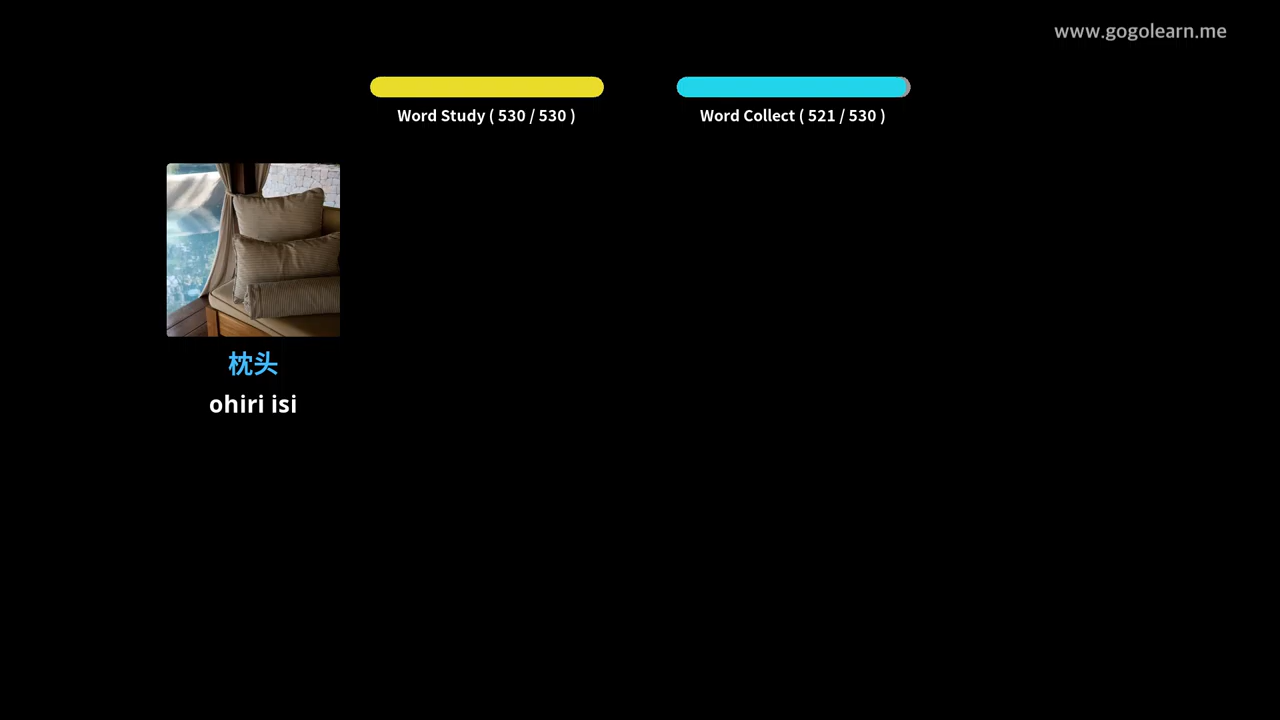 www.gogolearn.me
Word Study ( 530 / 530 )
Word Collect ( 521 / 530 )
枕头
ohiri isi